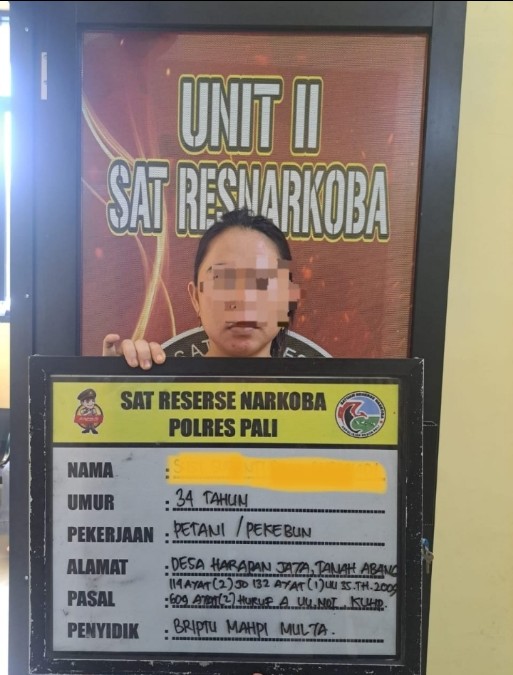 UNIT II
SAT RESNARKOBA
SAT RESERSE NARKOBA
POLRES PALI
NAMA :
UMUR : 34 TAHUN
PEKERJAAN : PETANI / PEKEBUN
ALAMAT : DESA HARAPAN JAYA, TANAH ABANG
PASAL : 114 AYAT (2) JO 132 AYAT (1) UU 35.TH.2009
609 AYAT (2) HURUF A UU.NO1. KUHP.
PENYIDIK : BRIPTU MAHPI MULTA.